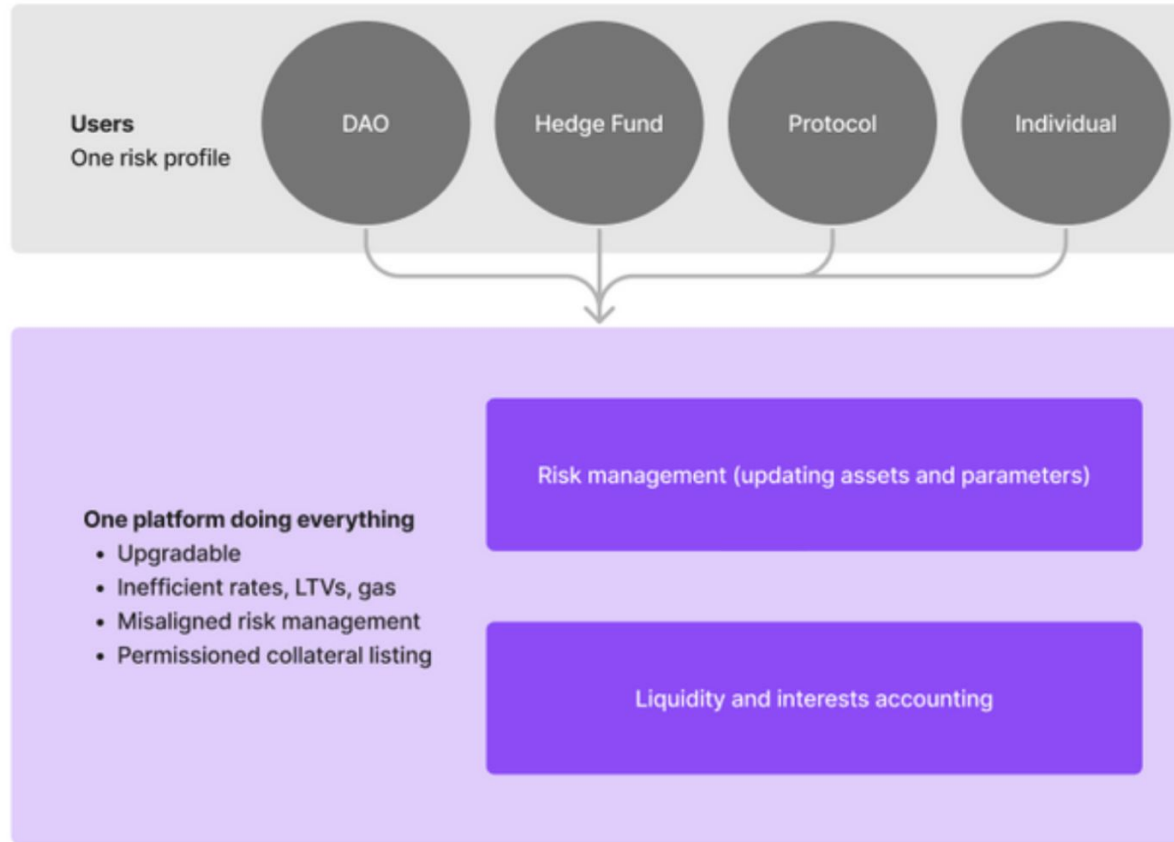 Users
One risk profile
DAO
Hedge Fund
Protocol
Individual
One platform doing everything
• Upgradable
• Inefficient rates, LTVs, gas
• Misaligned risk management
• Permissioned collateral listing
Risk management (updating assets and parameters)
Liquidity and interests accounting